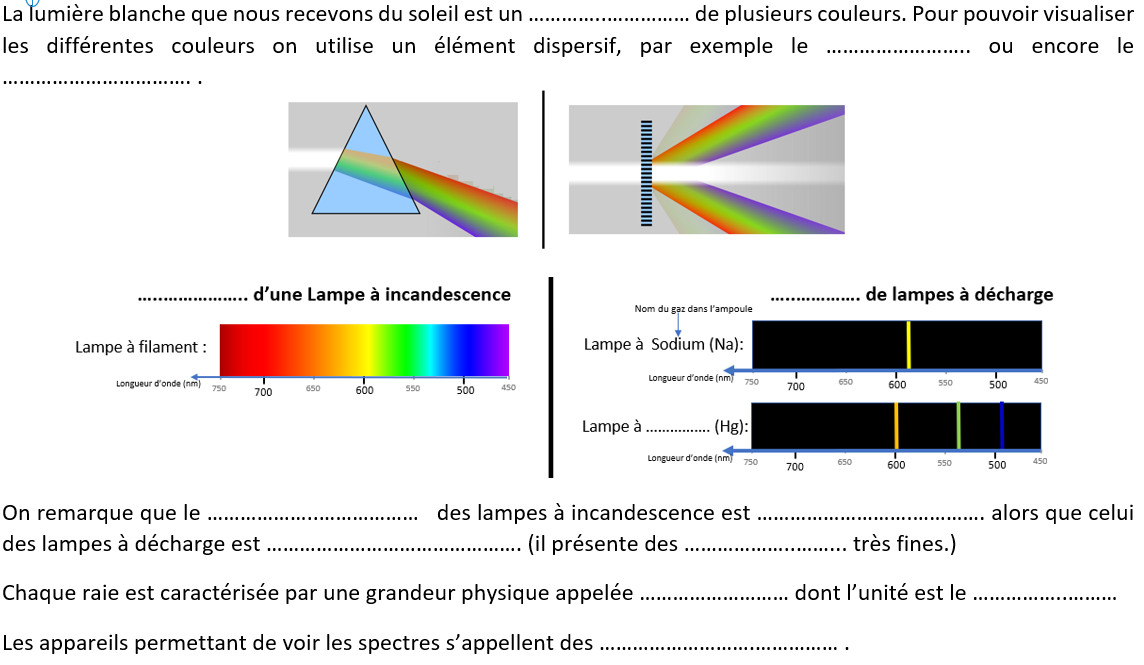 La lumière blanche que nous recevons du soleil est un …………..…………… de plusieurs couleurs. Pour pouvoir visualiser
les différentes couleurs on utilise un élément dispersif, par exemple le …………………….. ou encore le
……………………………. .
…..……………….. d’une Lampe à incandescence
Lampe à filament :
Longueur d’onde (nm)
750 700 650 600 550 500 450
…..…………. de lampes à décharge
Nom du gaz dans l’ampoule
Lampe à Sodium (Na):
Longueur d’onde (nm)
750 700 650 600 550 500 450
Lampe à ................ (Hg):
Longueur d’onde (nm)
750 700 650 600 550 500 450
On remarque que le ………………..……………… des lampes à incandescence est …………………..……………. alors que celui
des lampes à décharge est ……………………………………. (il présente des ………………..…….. très fines.)
Chaque raie est caractérisée par une grandeur physique appelée ……………………… dont l’unité est le ……………..………
Les appareils permettant de voir les spectres s’appellent des ……………………….…………… .